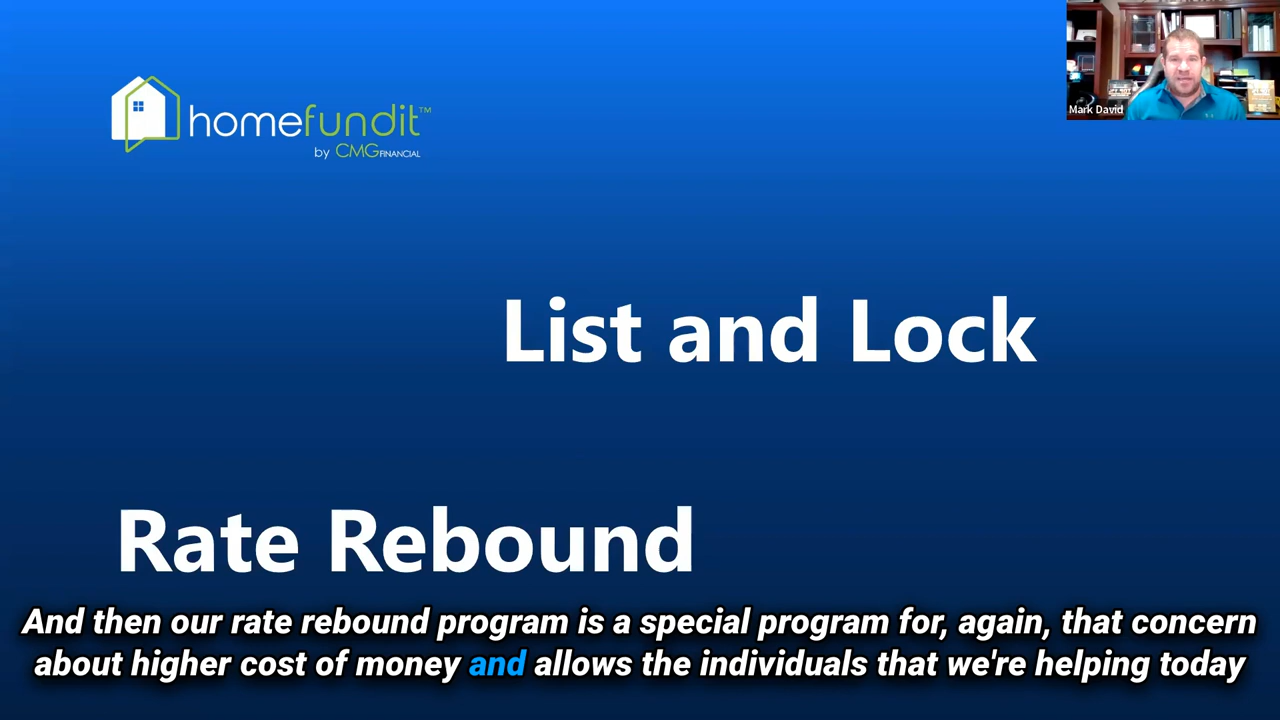 homefundit™
by CMG FINANCIAL
Mark David
List and Lock
Rate Rebound
And then our rate rebound program is a special program for, again, that concern
about higher cost of money and allows the individuals that we're helping today